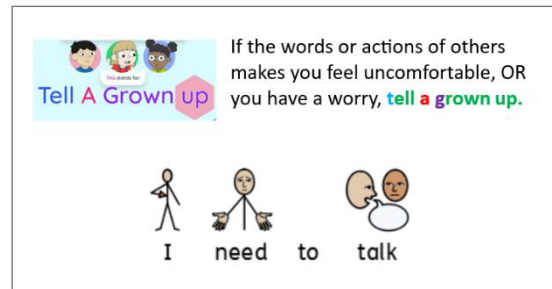 TAG stands for:
Tell A Grown up
If the words or actions of others
makes you feel uncomfortable, OR
you have a worry, tell a grown up.
I need to talk